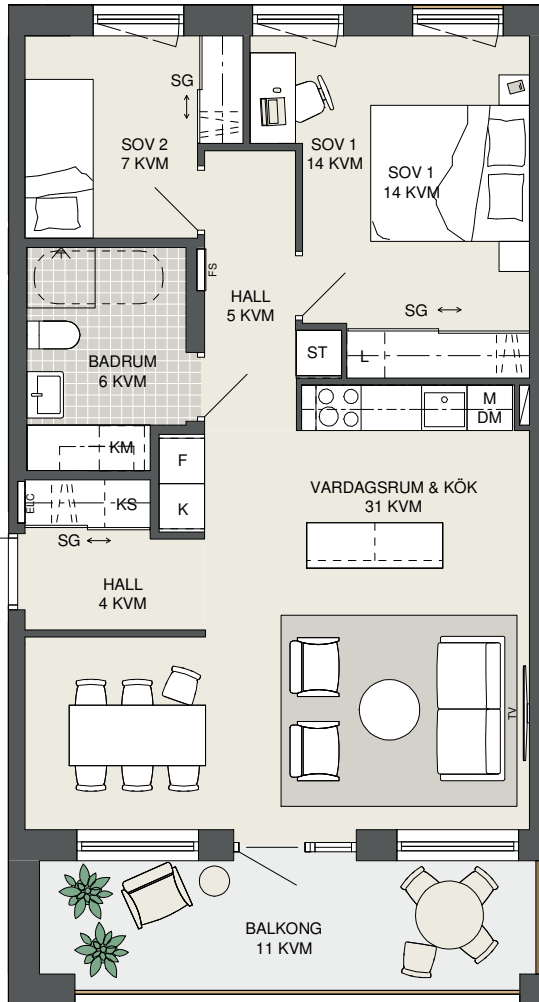 SG
SOV 2
7 KVM
SOV 1
14 KVM
SOV 1
14 KVM
FS
HALL
5 KVM
SG
BADRUM
6 KVM
ST
L
M
DM
KM
F
K
VARDAGSRUM & KÖK
31 KVM
ELC
KS
SG
HALL
4 KVM
TV
BALKONG
11 KVM